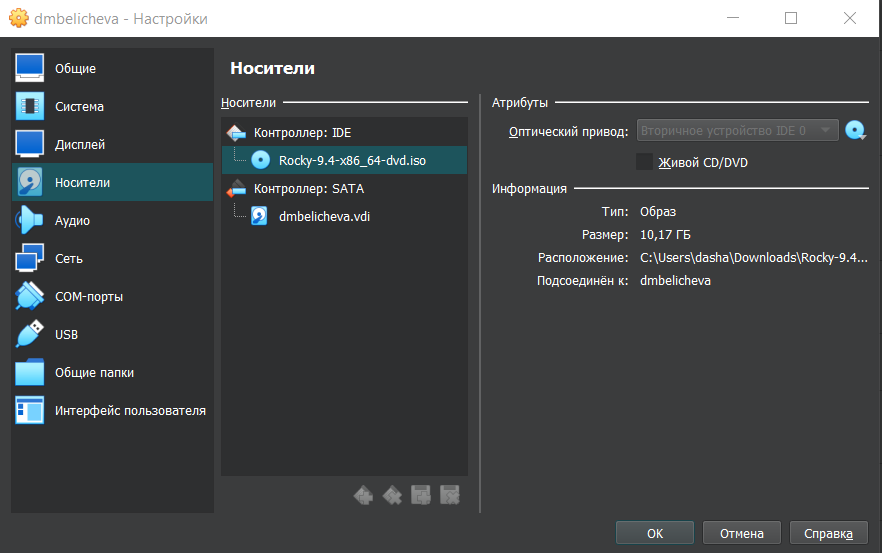 dmbelicheva - Настройки
Общие
Система
Дисплей
Носители
Аудио
Сеть
COM-порты
USB
Общие папки
Интерфейс пользователя
Носители
Носители
Контроллер: IDE
Rocky-9.4-x86_64-dvd.iso
Контроллер: SATA
dmbelicheva.vdi
Атрибуты
Оптический привод: Вторичное устройство IDE 0
Живой CD/DVD
Информация
Тип: Образ
Размер: 10,17 ГБ
Расположение: C:\Users\dasha\Downloads\Rocky-9.4...
Подсоединён к: dmbelicheva
OK Отмена Справка